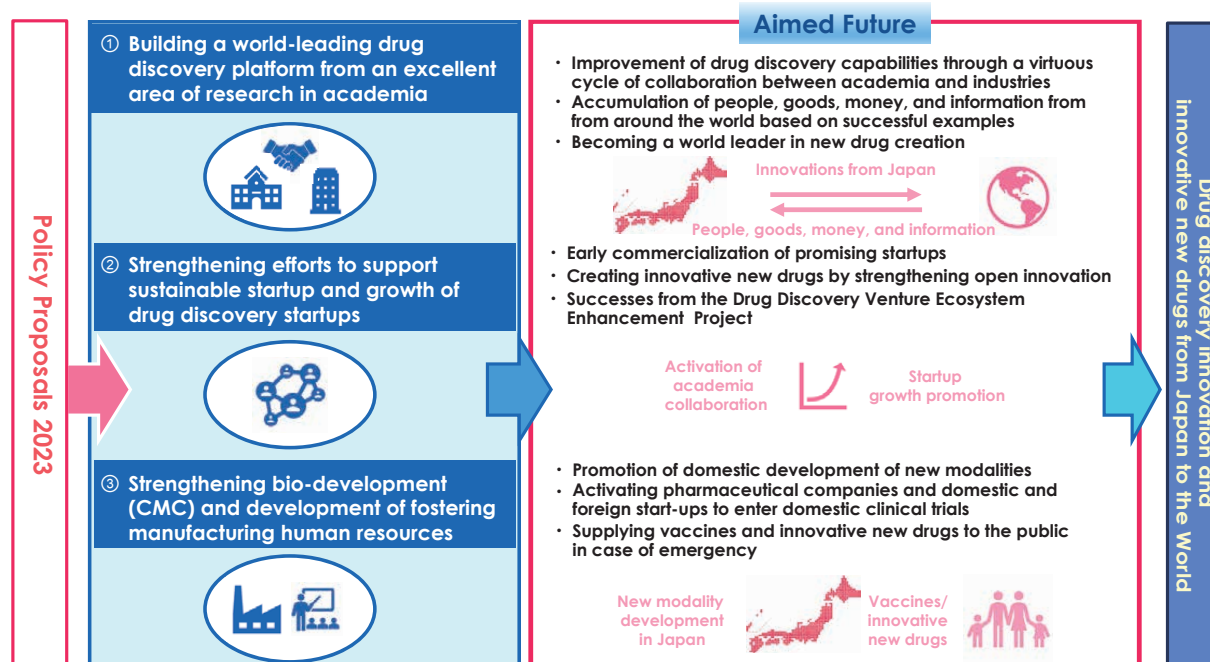 Policy Proposals 2023
① Building a world-leading drug
discovery platform from an excellent
area of research in academia
② Strengthening efforts to support
sustainable startup and growth of
drug discovery startups
③ Strengthening bio-development
(CMC) and development of fostering
manufacturing human resources
Aimed Future
・ Improvement of drug discovery capabilities through a virtuous
cycle of collaboration between academia and industries
・ Accumulation of people, goods, money, and information from
from around the world based on successful examples
・ Becoming a world leader in new drug creation
Innovations from Japan
People, goods, money, and information
・ Early commercialization of promising startups
・ Creating innovative new drugs by strengthening open innovation
・ Successes from the Drug Discovery Venture Ecosystem
Enhancement Project
Activation of
academia
collaboration
Startup
growth promotion
・ Promotion of domestic development of new modalities
・ Activating pharmaceutical companies and domestic and
foreign start-ups to enter domestic clinical trials
・ Supplying vaccines and innovative new drugs to the public
in case of emergency
New modality
development
in Japan
Vaccines/
innovative
new drugs
Drug discovery innovation and
innovative new drugs from Japan to the World